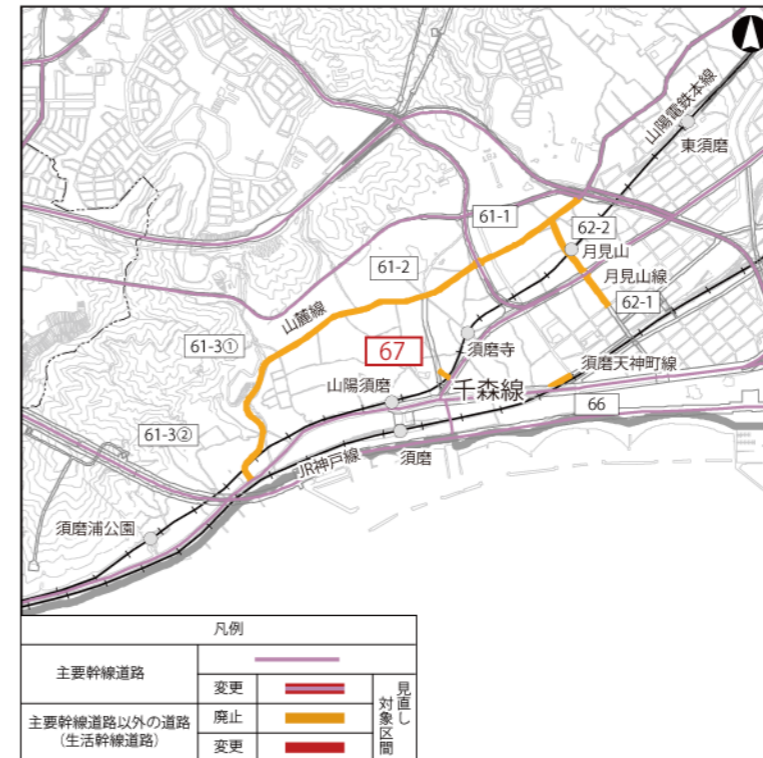 山陽電鉄本線
東須磨
61-1
62-2
月見山
61-2
月見山線
62-1
山麓線
61-3①
67
須磨寺
須磨天神町線
山陽須磨
千森線
66
61-3②
JR神戸線
須磨
須磨浦公園
凡例
主要幹線道路
変更
主要幹線道路以外の道路
(生活幹線道路)
廃止
変更
見直し
対象区間